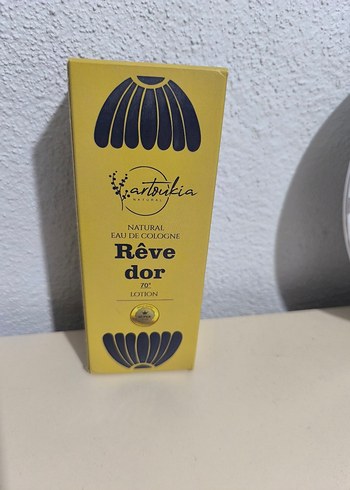 artoukia
NATURAL
NATURAL
EAU DE COLOGNE
Rêve
dor
70°
LOTION